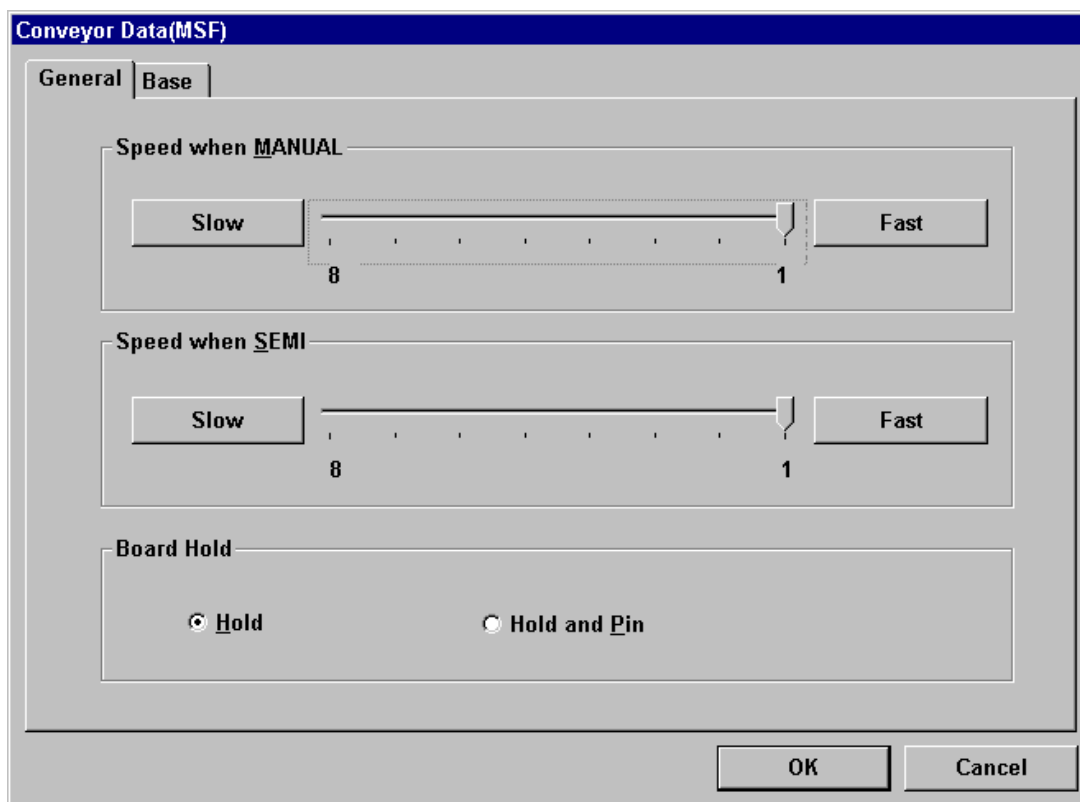 Conveyor Data(MSF)
General Base
Speed when MANUAL
Slow Fast
8 1
Speed when SEMI
Slow Fast
8 1
Board Hold
Hold Hold and Pin
OK Cancel